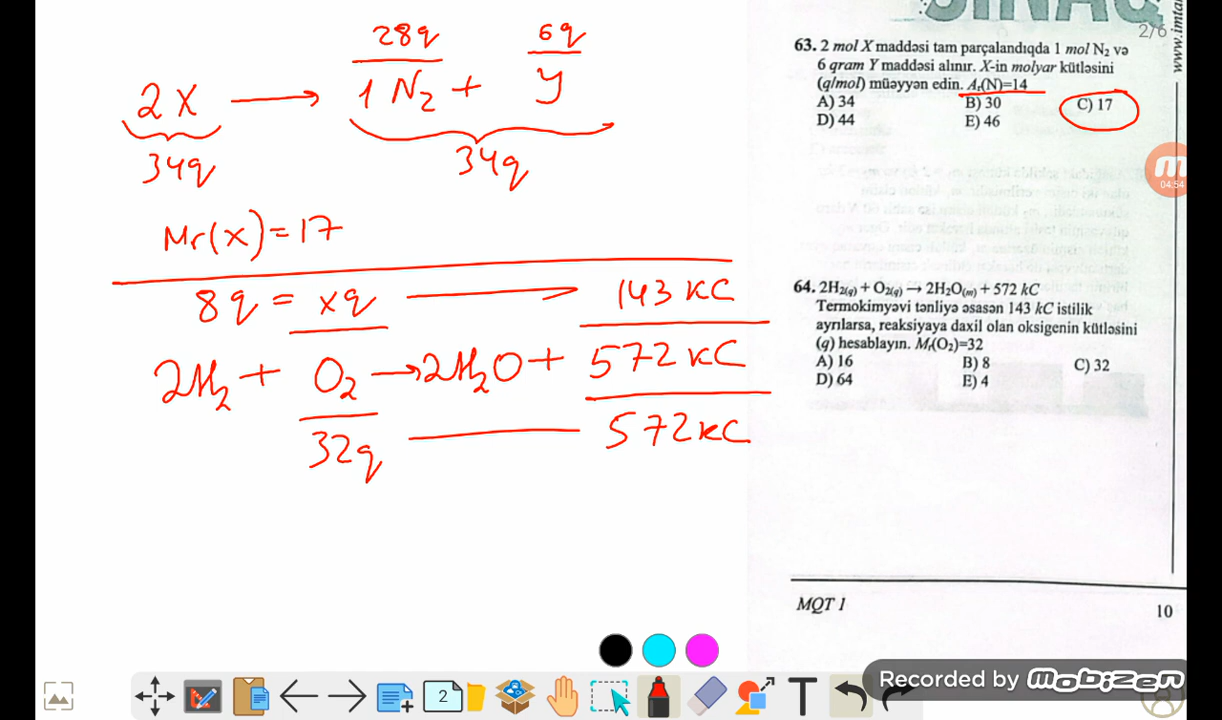 SINAQ
2/6
www.imtah
28q 6q
2X → 1N₂ + Y
34q 34q
Mr(x)=17
8q = xq 143 kC
2H₂ + O₂ → 2H₂O + 572 kC
32q 572 kC
63. 2 mol X maddəsi tam parçalandıqda 1 mol N₂ və
6 qram Y maddəsi alınır. X-in molyar kütləsini
(q/mol) müəyyən edin. Aᵣ(N)=14
A) 34 B) 30 C) 17
D) 44 E) 46
04:54
64. 2H₂₍q₎ + O₂₍q₎ → 2H₂O₍m₎ + 572 kC
Termokimyəvi tənliyə əsasən 143 kC istilik
ayrılarsa, reaksiyaya daxil olan oksigenin kütləsini
(q) hesablayın. Mᵣ(O₂)=32
A) 16 B) 8 C) 32
D) 64 E) 4
MQT 1 10
2
T
Recorded by mobizen